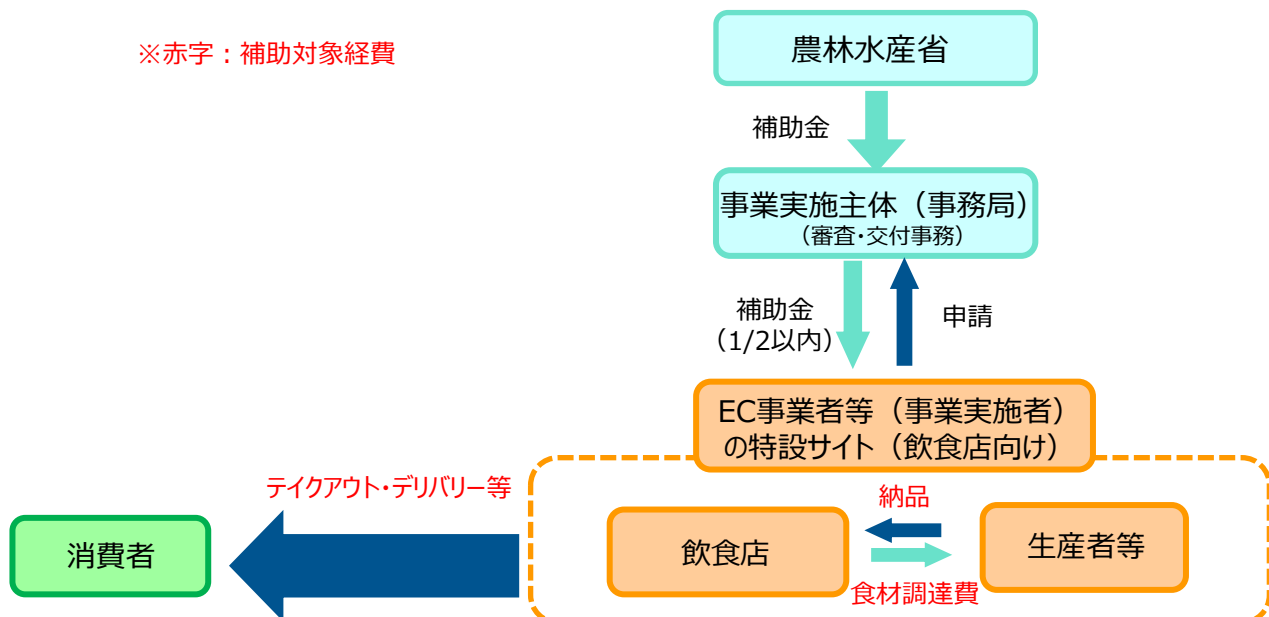 ※赤字：補助対象経費
農林水産省
補助金
事業実施主体（事務局）
（審査・交付事務）
補助金
（1/2以内）
申請
EC事業者等（事業実施者）
の特設サイト（飲食店向け）
テイクアウト・デリバリー等
納品
消費者
飲食店
生産者等
食材調達費